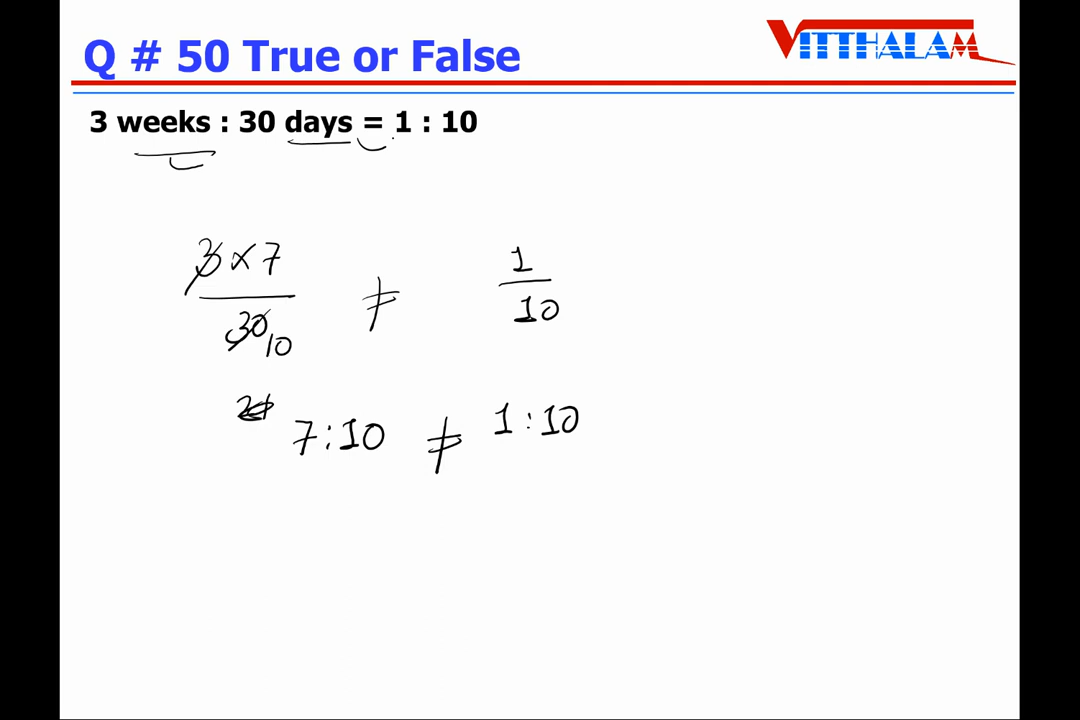 Q # 50 True or False
VITTHALAM
3 weeks : 30 days = 1 : 10
3 × 7 ≠ 1
30 10 10
7 : 10 ≠ 1 : 10